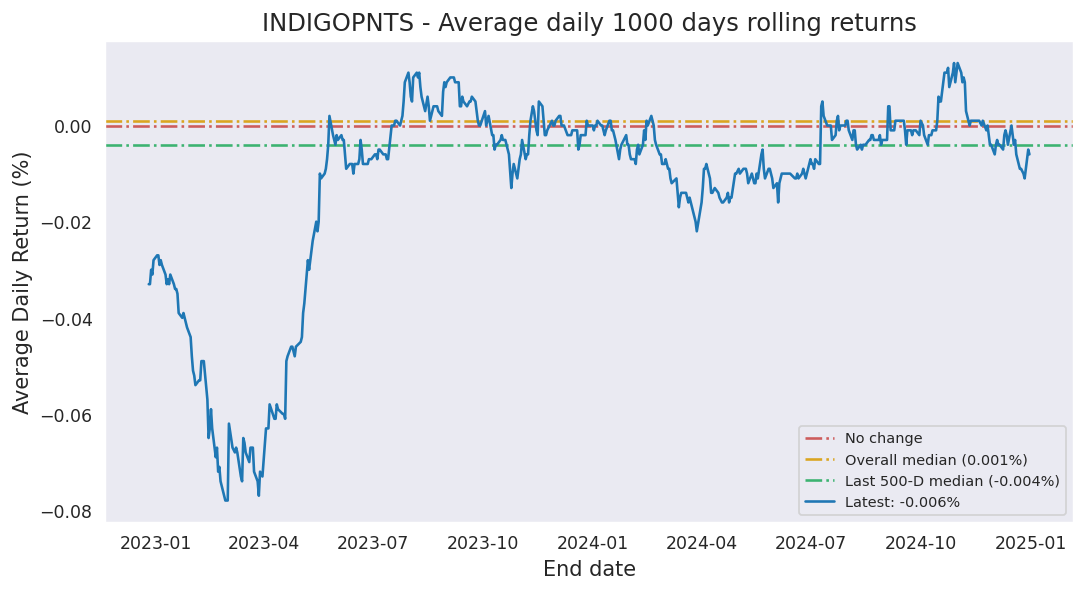 INDIGOPNTS - Average daily 1000 days rolling returns
Average Daily Return (%)
0.00
−0.02
−0.04
−0.06
−0.08
No change
Overall median (0.001%)
Last 500-D median (-0.004%)
Latest: -0.006%
2023-01 2023-04 2023-07 2023-10 2024-01 2024-04 2024-07 2024-10 2025-01
End date